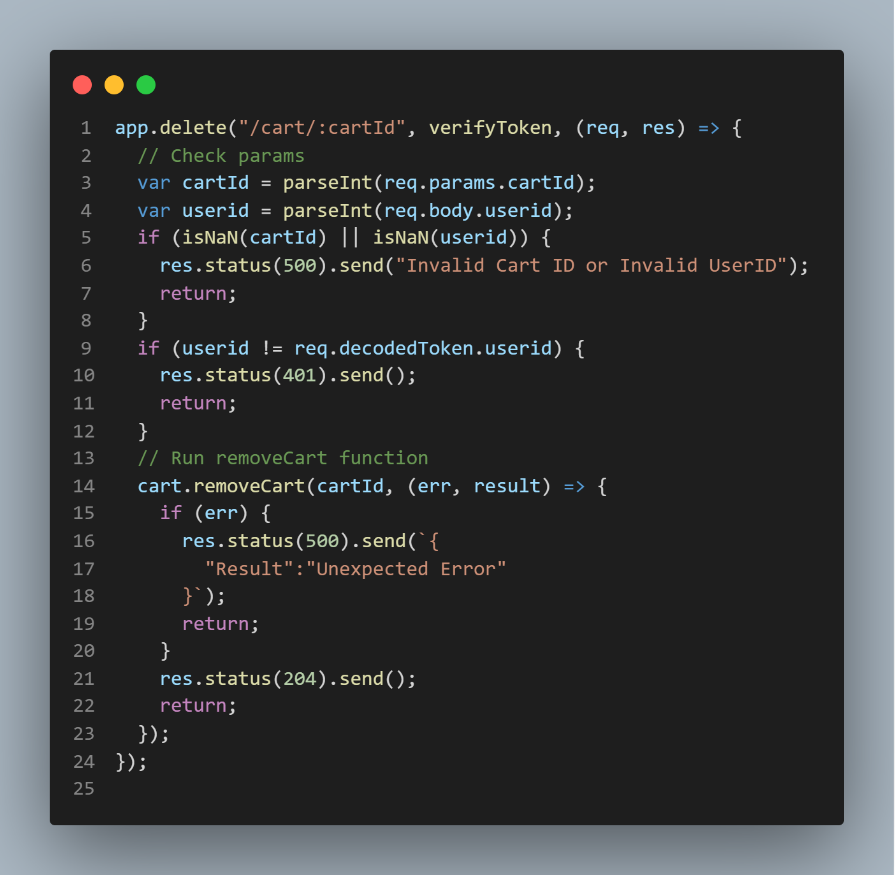 1 app.delete("/cart/:cartId", verifyToken, (req, res) => {
2   // Check params
3   var cartId = parseInt(req.params.cartId);
4   var userid = parseInt(req.body.userid);
5   if (isNaN(cartId) || isNaN(userid)) {
6     res.status(500).send("Invalid Cart ID or Invalid UserID");
7     return;
8   }
9   if (userid != req.decodedToken.userid) {
10     res.status(401).send();
11     return;
12   }
13   // Run removeCart function
14   cart.removeCart(cartId, (err, result) => {
15     if (err) {
16       res.status(500).send(`{
17         "Result":"Unexpected Error"
18       }`);
19       return;
20     }
21     res.status(204).send();
22     return;
23   });
24 });
25